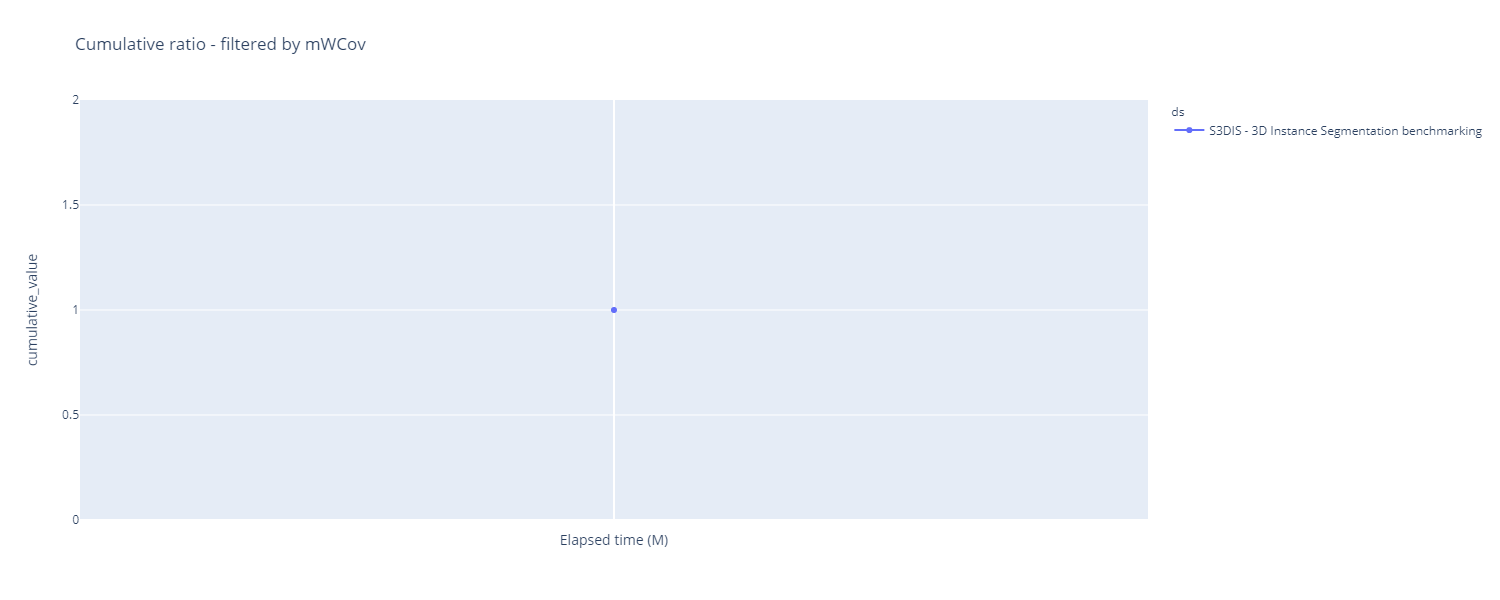 Cumulative ratio - filtered by mWCov
2
1.5
1
0.5
0
cumulative_value
Elapsed time (M)
ds
S3DIS - 3D Instance Segmentation benchmarking